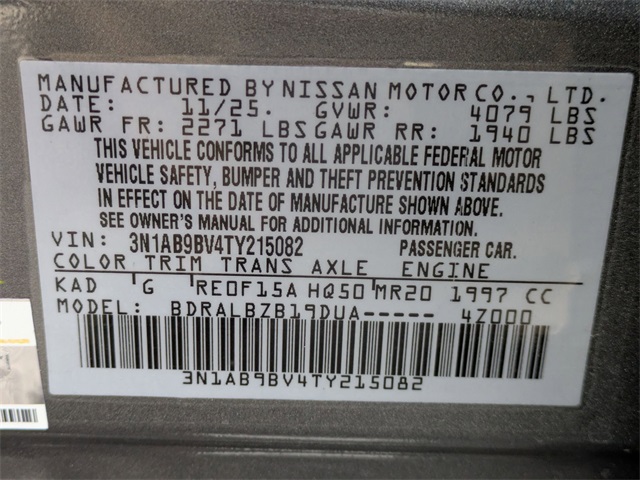 MANUFACTURED BY NISSAN MOTOR CO., LTD.
DATE: 11/25. GVWR: 4079 LBS
GAWR FR: 2271 LBS GAWR RR: 1940 LBS
THIS VEHICLE CONFORMS TO ALL APPLICABLE FEDERAL MOTOR
VEHICLE SAFETY, BUMPER AND THEFT PREVENTION STANDARDS
IN EFFECT ON THE DATE OF MANUFACTURE SHOWN ABOVE.
SEE OWNER'S MANUAL FOR ADDITIONAL INFORMATION.
VIN: 3N1AB9BV4TY215082 PASSENGER CAR.
COLOR TRIM TRANS AXLE ENGINE
KAD G RE0F15A HQ50 MR20 1997 CC
MODEL: BDRALBZB19DUA----- 4Z000
3N1AB9BV4TY215082